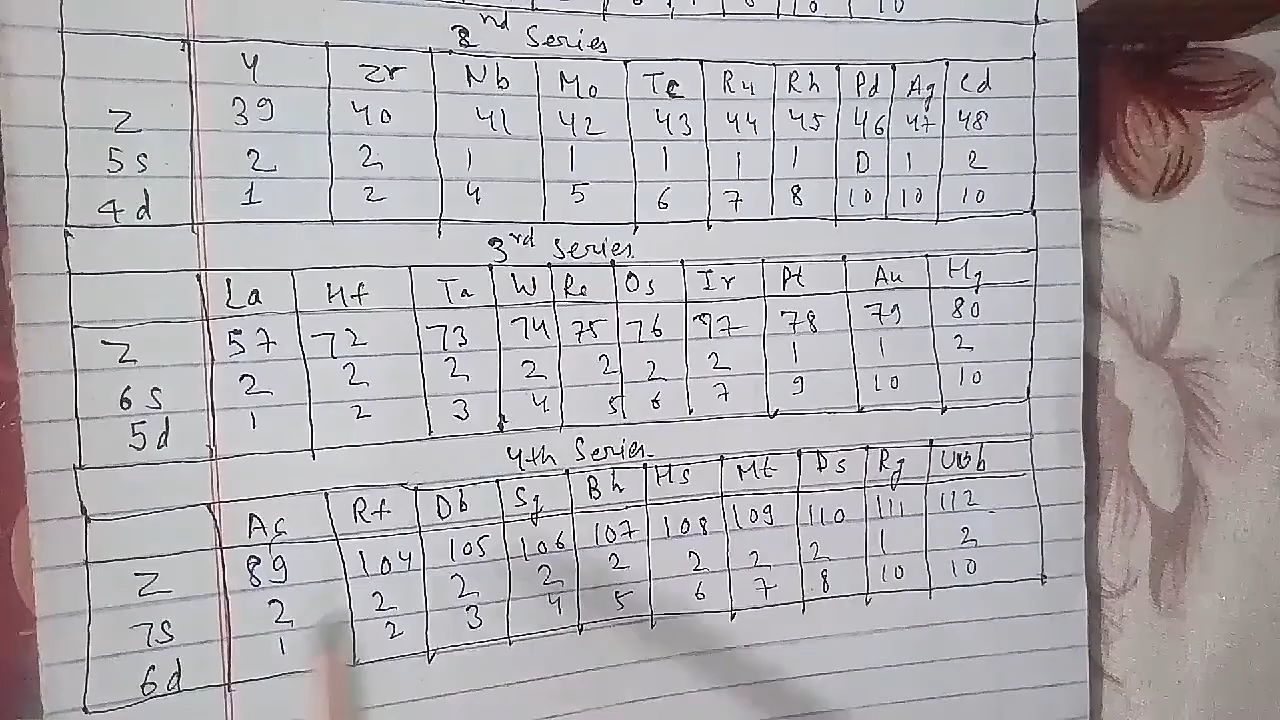 10 10
2nd Series
Y Zr Nb Mo Tc Ru Rh Pd Ag Cd
Z 39 40 41 42 43 44 45 46 47 48
5s 2 2 1 1 1 1 1 0 1 2
4d 1 2 4 5 6 7 8 10 10 10
3rd Series
La Hf Ta W Re Os Ir Pt Au Hg
Z 57 72 73 74 75 76 77 78 79 80
6s 2 2 2 2 2 2 2 1 1 2
5d 1 2 3 4 5 6 7 9 10 10
4th Series
Ac Rf Db Sg Bh Hs Mt Ds Rg Uub
Z 89 104 105 106 107 108 109 110 111 112
7s 2 2 2 2 2 2 2 2 1 2
6d 1 2 3 4 5 6 7 8 10 10